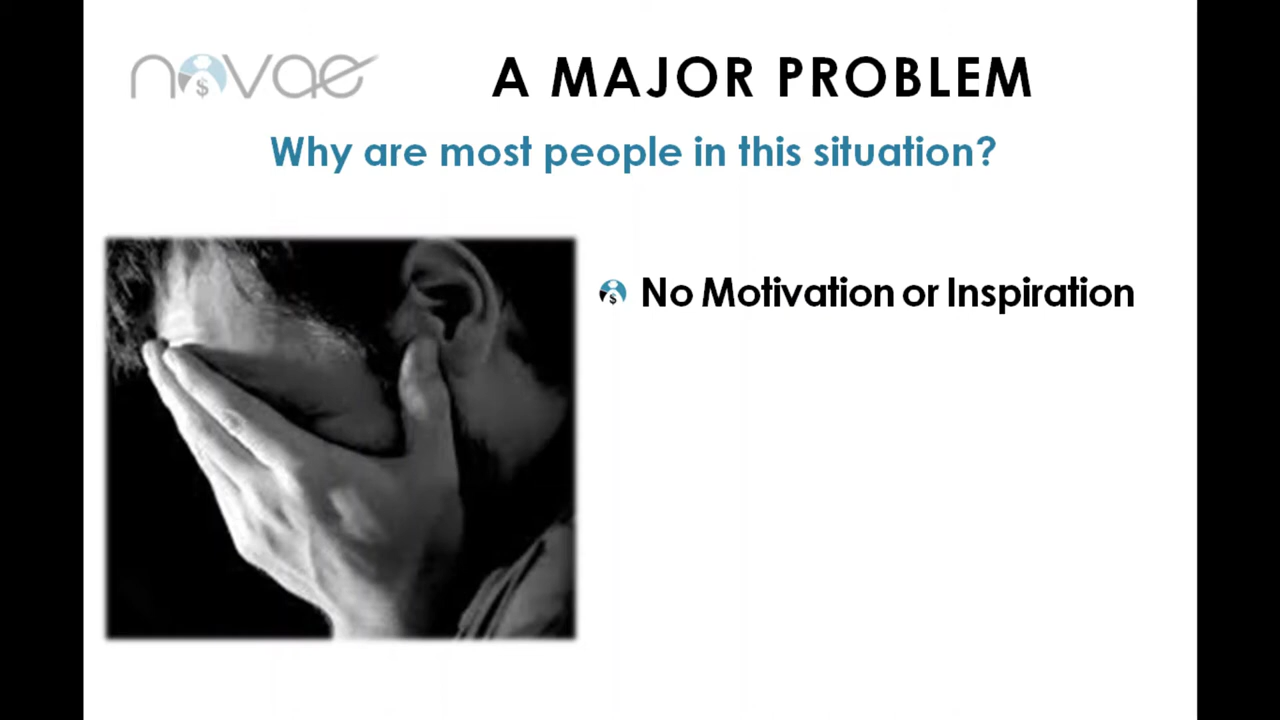 novae
A MAJOR PROBLEM
Why are most people in this situation?
$
No Motivation or Inspiration